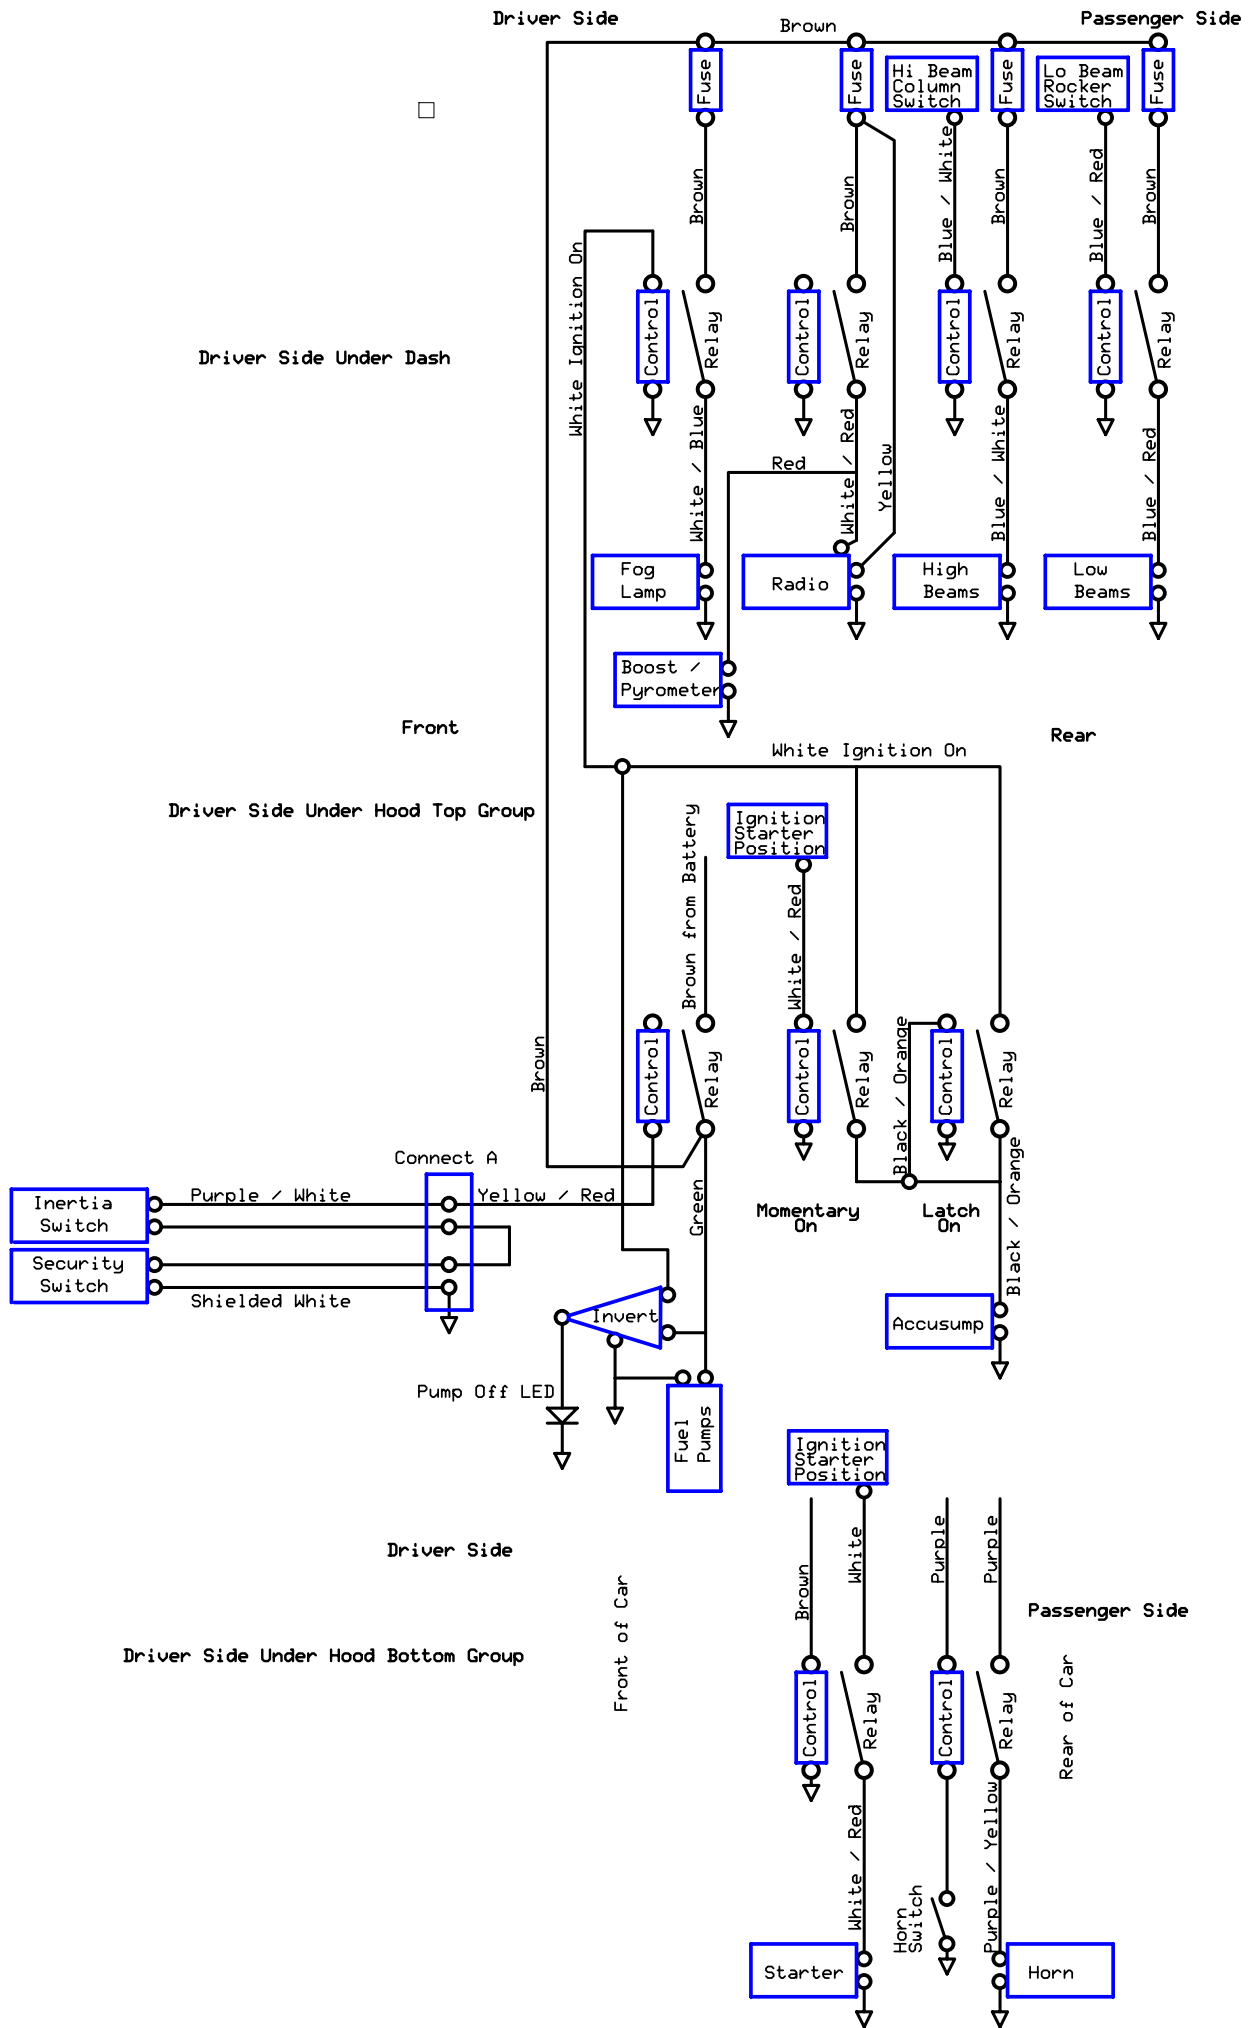 Driver Side
Passenger Side
Brown
Fuse
Fuse
Hi Beam
Column
Switch
Fuse
Lo Beam
Rocker
Switch
Fuse
Brown
Brown
Blue / White
Brown
Blue / Red
Brown
White Ignition On
Control
Relay
Control
Relay
Control
Relay
Control
Relay
Driver Side Under Dash
White / Blue
Red
White / Red
Yellow
Blue / White
Blue / Red
Fog
Lamp
Radio
High
Beams
Low
Beams
Boost /
Pyrometer
Front
Rear
White Ignition On
Driver Side Under Hood Top Group
Brown from Battery
Ignition
Starter
Position
White / Red
Brown
Control
Relay
Control
Relay
Black / Orange
Control
Relay
Connect A
Inertia
Switch
Purple / White
Yellow / Red
Green
Momentary
On
Latch
On
Black / Orange
Security
Switch
Shielded White
Invert
Accusump
Pump Off LED
Fuel
Pumps
Ignition
Starter
Position
Driver Side
Brown
White
Purple
Purple
Front of Car
Passenger Side
Driver Side Under Hood Bottom Group
Control
Relay
Control
Relay
Rear of Car
White / Red
Horn
Switch
Purple / Yellow
Starter
Horn